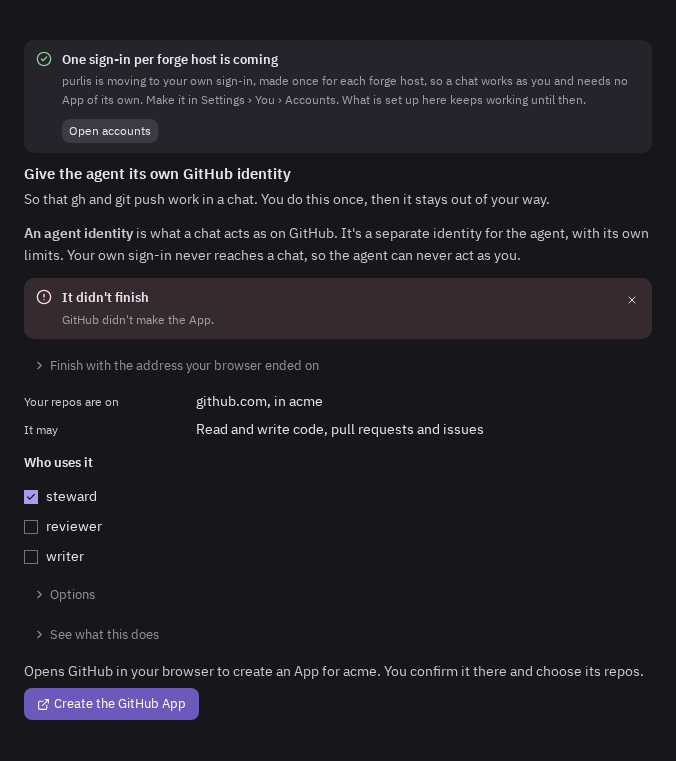 One sign-in per forge host is coming
purlis is moving to your own sign-in, made once for each forge host, so a chat works as you and needs no
App of its own. Make it in Settings › You › Accounts. What is set up here keeps working until then.
Open accounts
Give the agent its own GitHub identity
So that gh and git push work in a chat. You do this once, then it stays out of your way.
An agent identity is what a chat acts as on GitHub. It's a separate identity for the agent, with its own
limits. Your own sign-in never reaches a chat, so the agent can never act as you.
It didn't finish
GitHub didn't make the App.
Finish with the address your browser ended on
Your repos are on github.com, in acme
It may Read and write code, pull requests and issues
Who uses it
steward
reviewer
writer
Options
See what this does
Opens GitHub in your browser to create an App for acme. You confirm it there and choose its repos.
Create the GitHub App